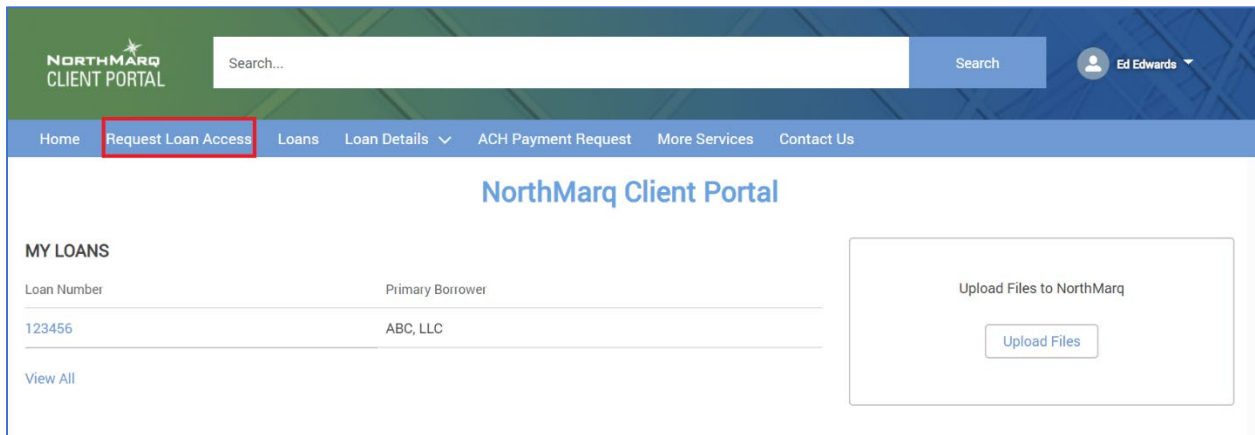 NORTHMARQ
CLIENT PORTAL
Search...
Search
Ed Edwards
Home Request Loan Access Loans Loan Details ACH Payment Request More Services Contact Us
NorthMarq Client Portal
MY LOANS
Loan Number Primary Borrower
123456 ABC, LLC
View All
Upload Files to NorthMarq
Upload Files